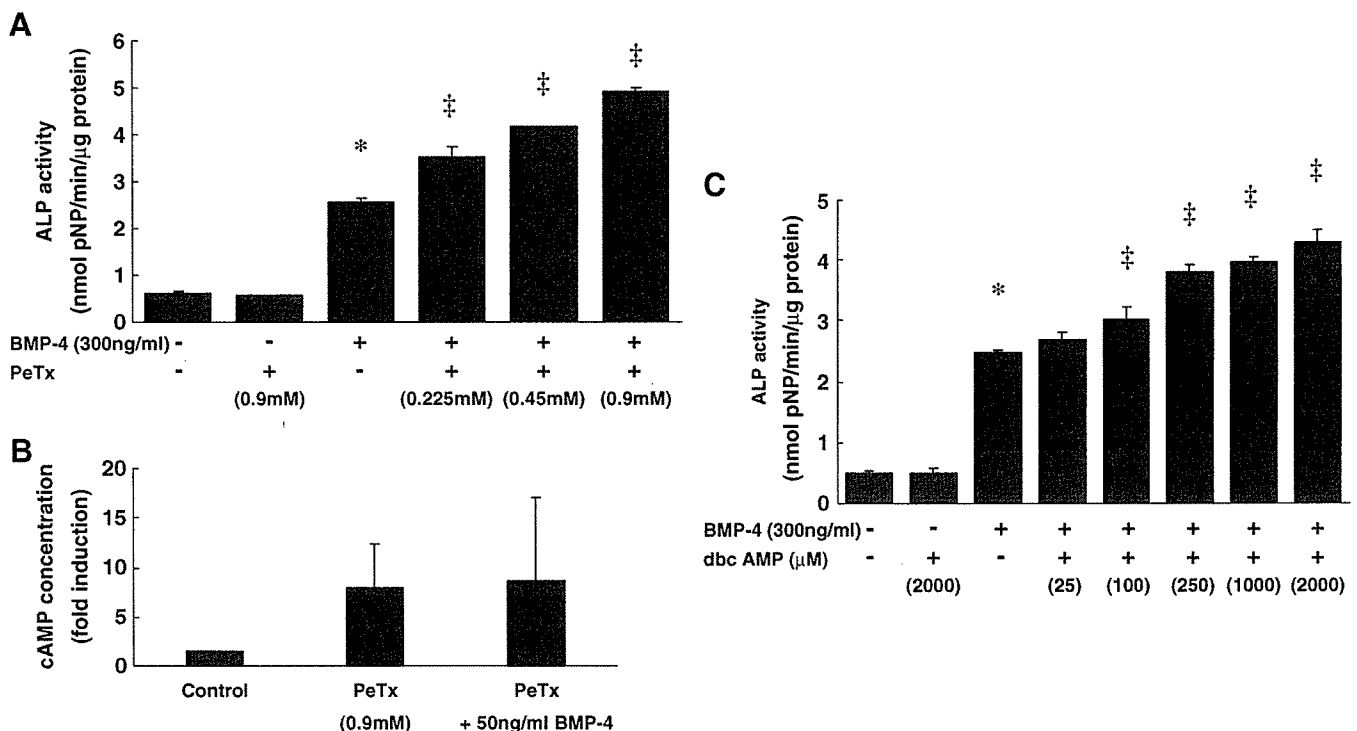 A
ALP activity
(nmol pNP/min/µg protein)
6
5
4
3
2
1
0
* ‡ ‡ ‡
BMP-4 (300ng/ml) - - + + + +
PeTx - + - + + +
(0.9mM) (0.225mM) (0.45mM) (0.9mM)
B
cAMP concentration
(fold induction)
20
15
10
5
0
Control PeTx PeTx
(0.9mM) + 50ng/ml BMP-4
C
ALP activity
(nmol pNP/min/µg protein)
5
4
3
2
1
0
* ‡ ‡ ‡ ‡
BMP-4 (300ng/ml) - - + + + + + +
dbc AMP (µM) - + - + + + + +
(2000) (25) (100) (250) (1000) (2000)